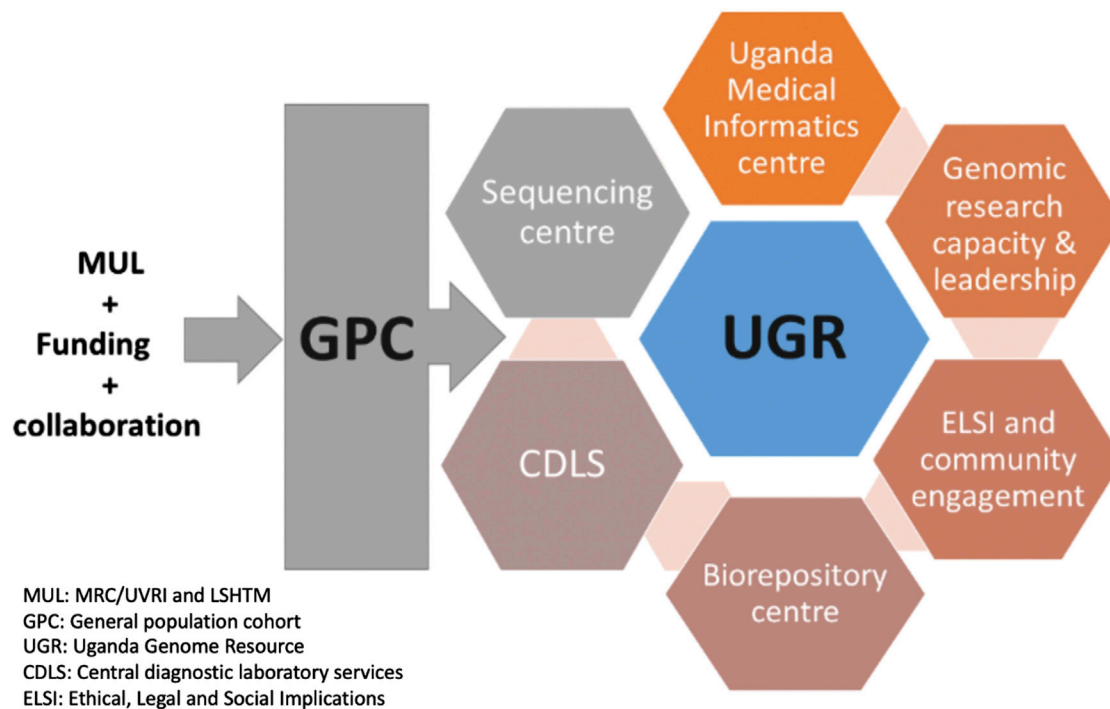 MUL
+
Funding
+
collaboration
GPC
Sequencing
centre
CDLS
UGR
Uganda
Medical
Informatics
centre
Genomic
research
capacity &
leadership
ELSI and
community
engagement
Biorepository
centre
MUL: MRC/UVRI and LSHTM
GPC: General population cohort
UGR: Uganda Genome Resource
CDLS: Central diagnostic laboratory services
ELSI: Ethical, Legal and Social Implications